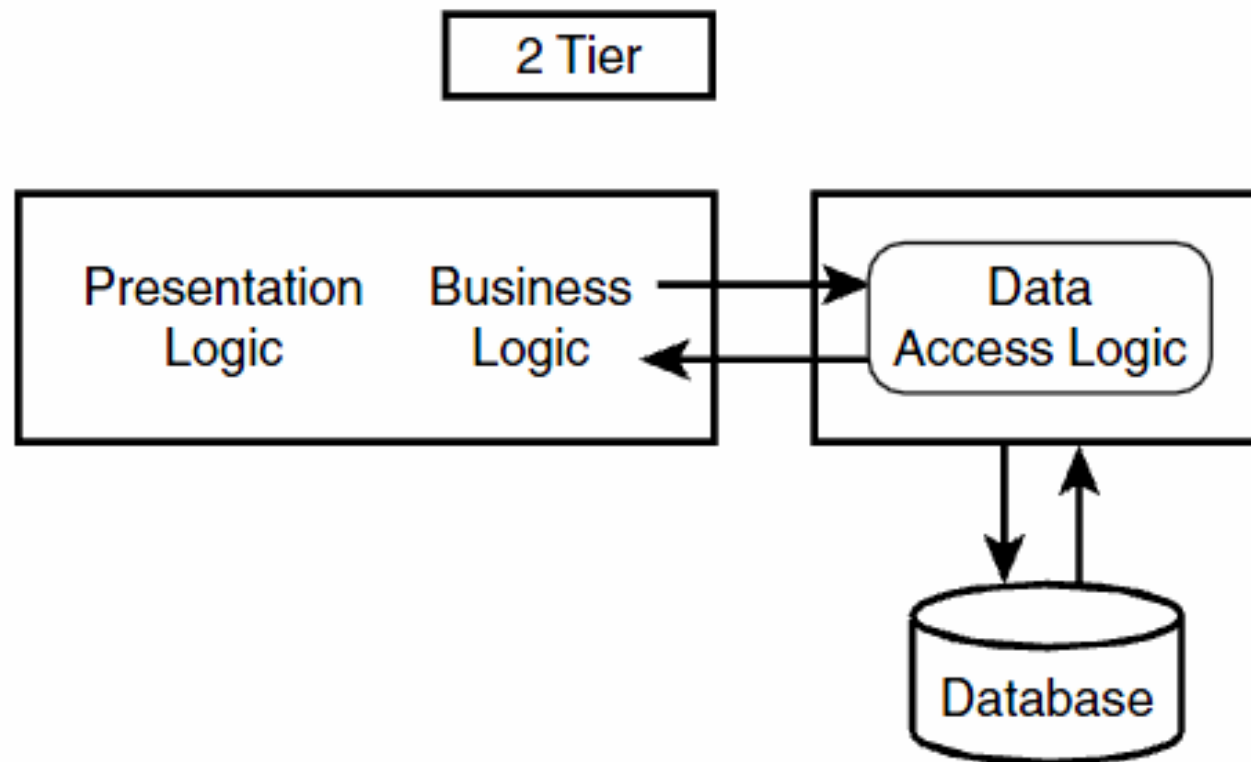 2 Tier
Presentation
Logic
Business
Logic
Data
Access Logic
Database